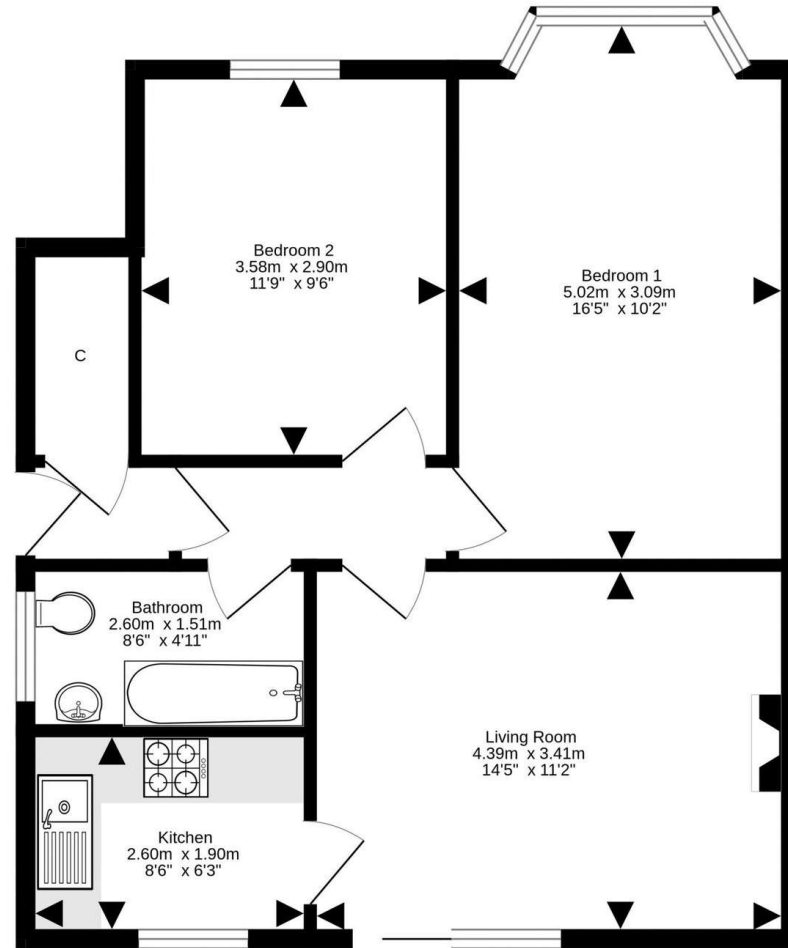 Bedroom 2
3.58m x 2.90m
11'9" x 9'6"
Bedroom 1
5.02m x 3.09m
16'5" x 10'2"
C
Bathroom
2.60m x 1.51m
8'6" x 4'11"
Living Room
4.39m x 3.41m
14'5" x 11'2"
Kitchen
2.60m x 1.90m
8'6" x 6'3"